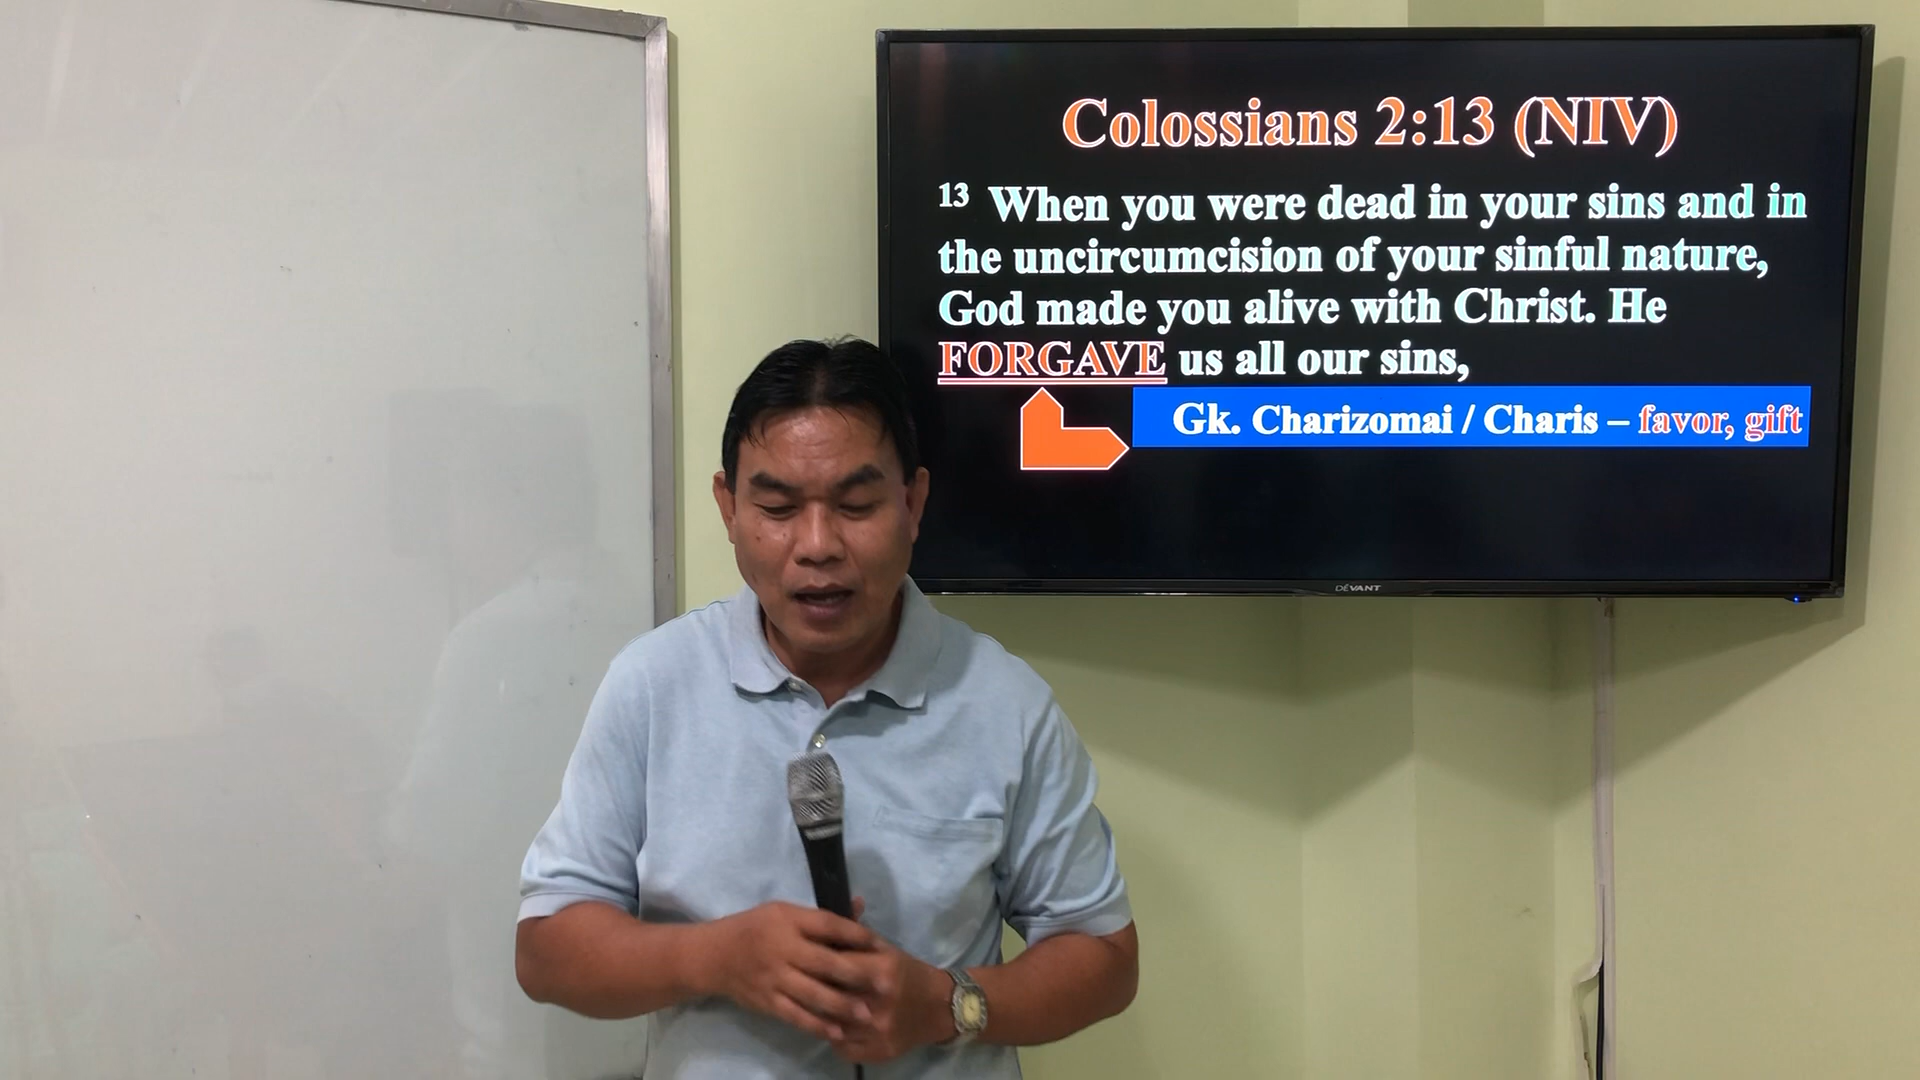 Colossians 2:13 (NIV)
13 When you were dead in your sins and in
the uncircumcision of your sinful nature,
God made you alive with Christ. He
FORGAVE us all our sins,
Gk. Charizomai / Charis – favor, gift
DEVANT